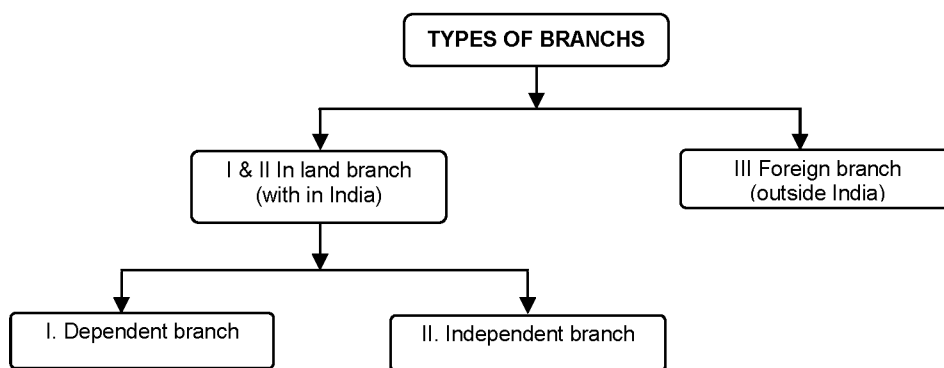 TYPES OF BRANCHS
I & II In land branch
(with in India)
III Foreign branch
(outside India)
I. Dependent branch
II. Independent branch